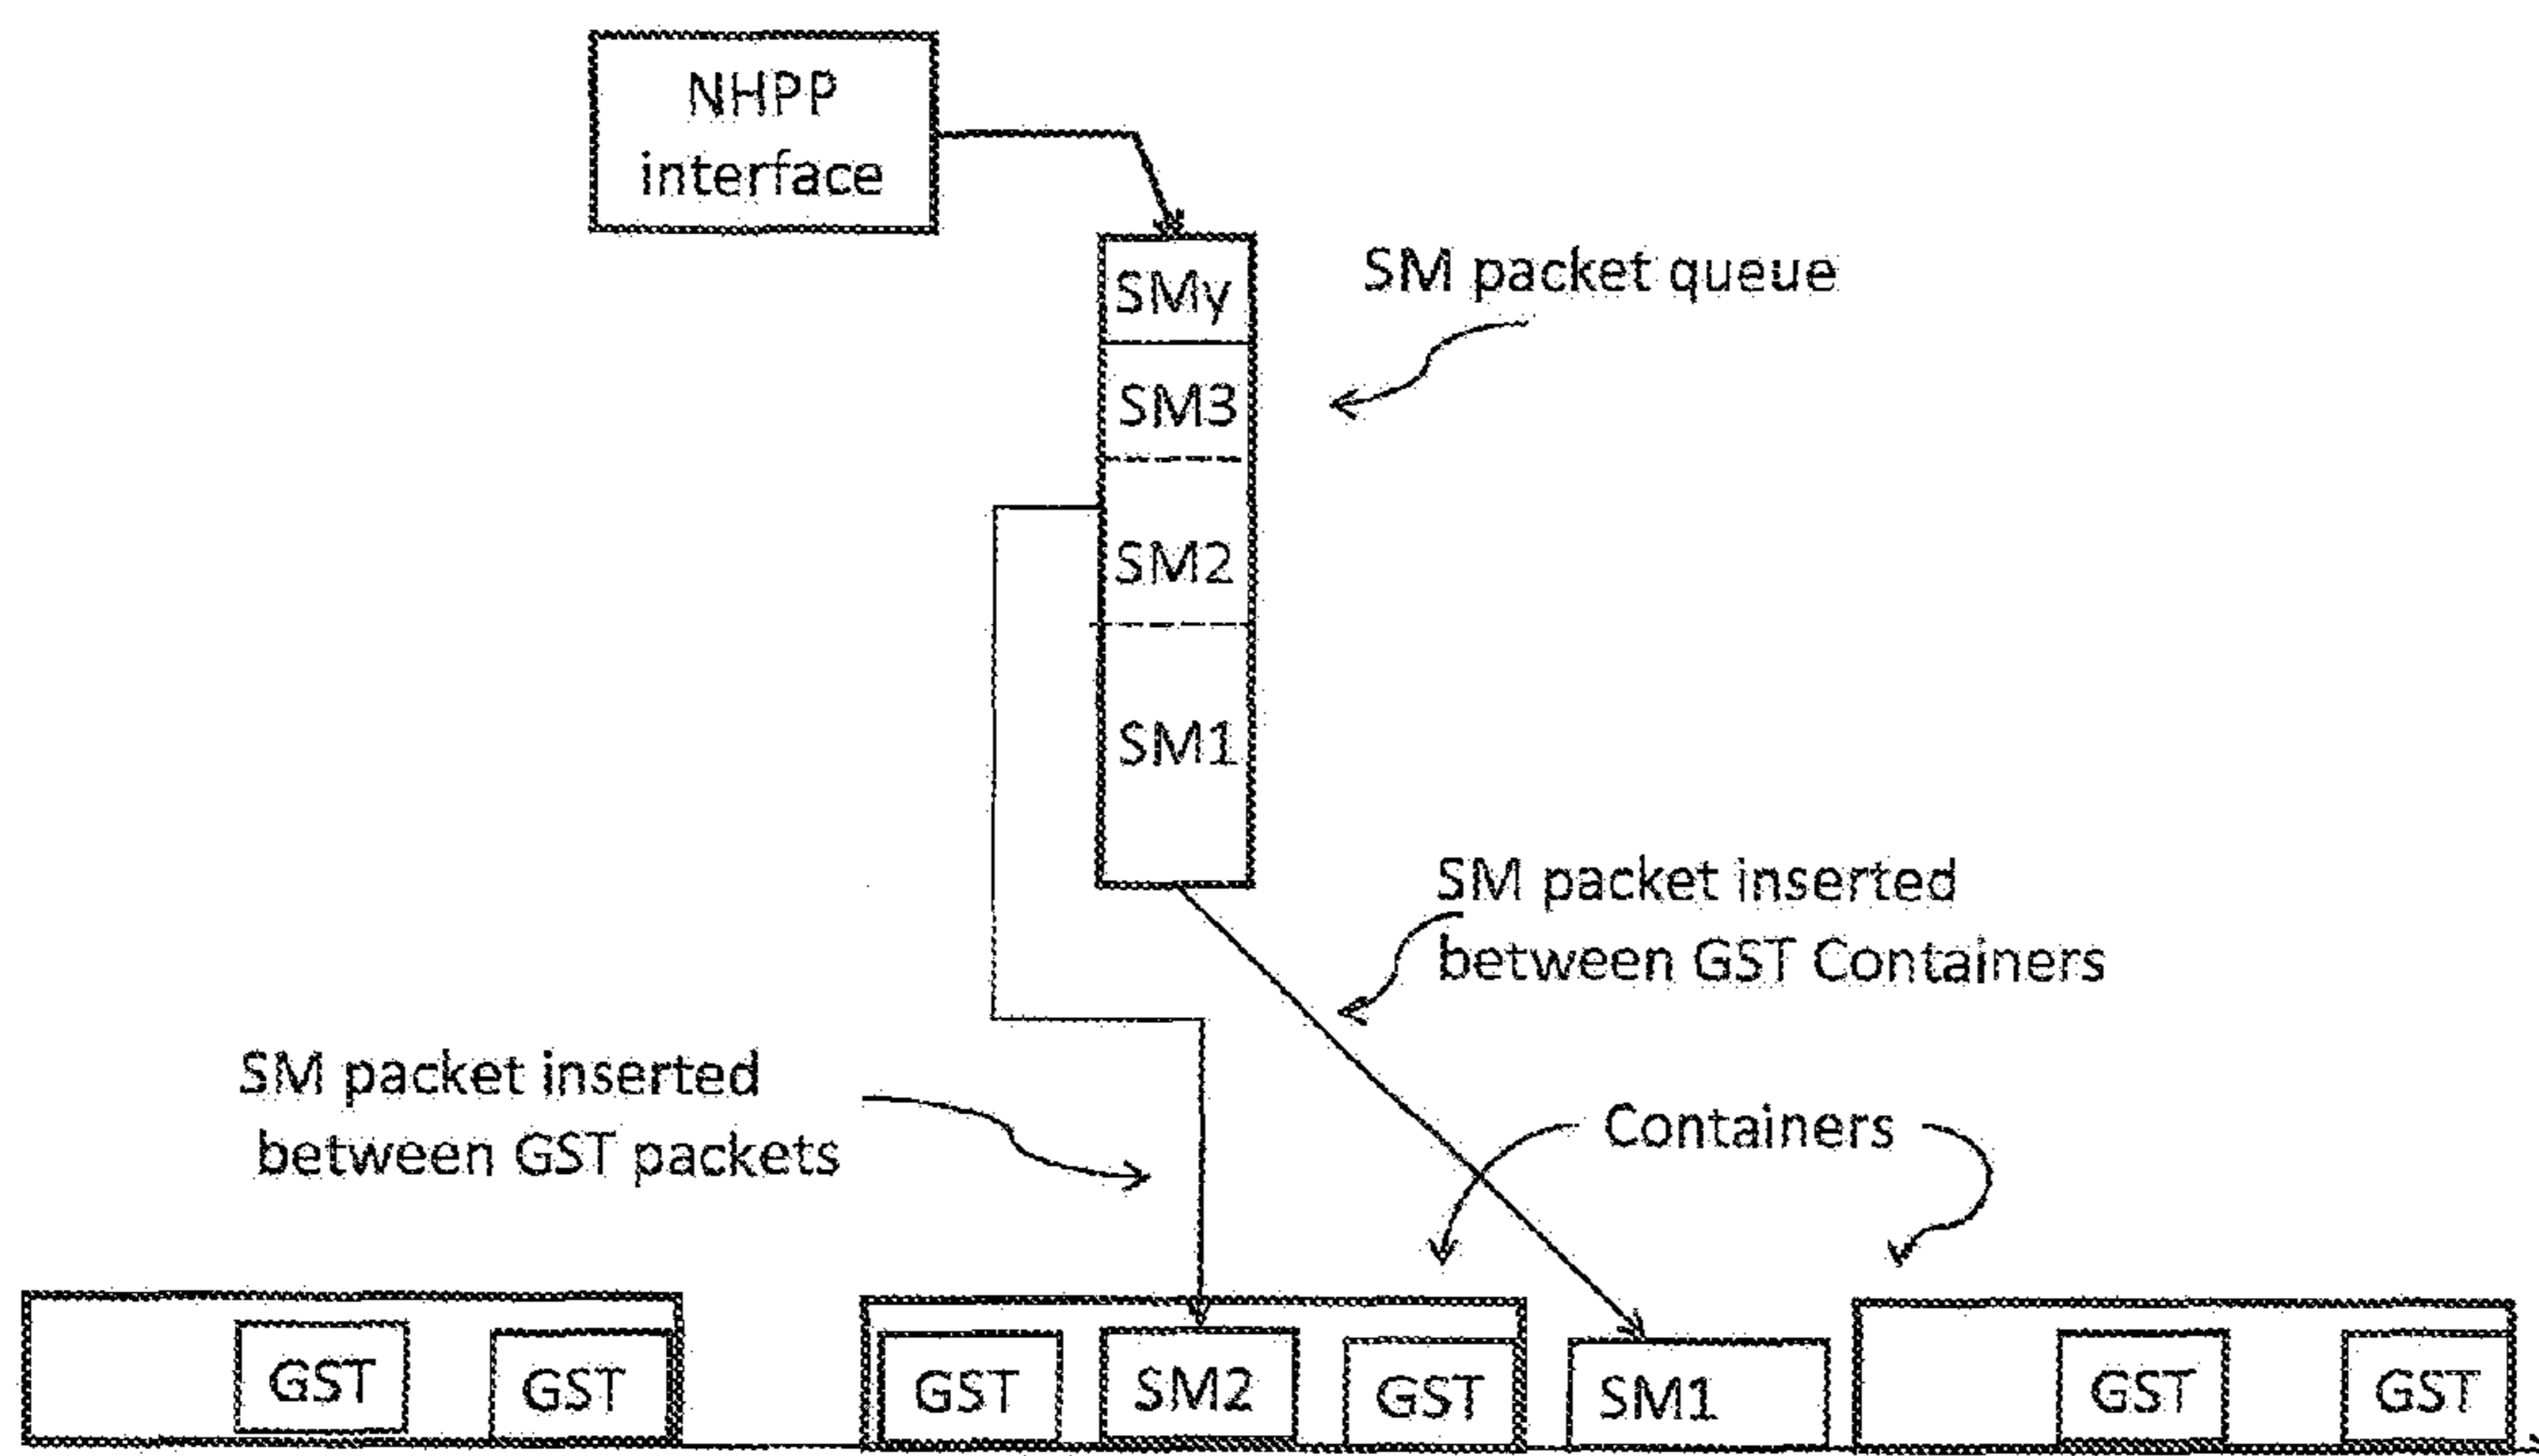 NHPP
interface
SMy
SM packet queue
SM3
SM2
SM1
SM packet inserted
between GST Containers
SM packet inserted
between GST packets
Containers
GST
GST
GST
SM2
GST
SM1
GST
GST